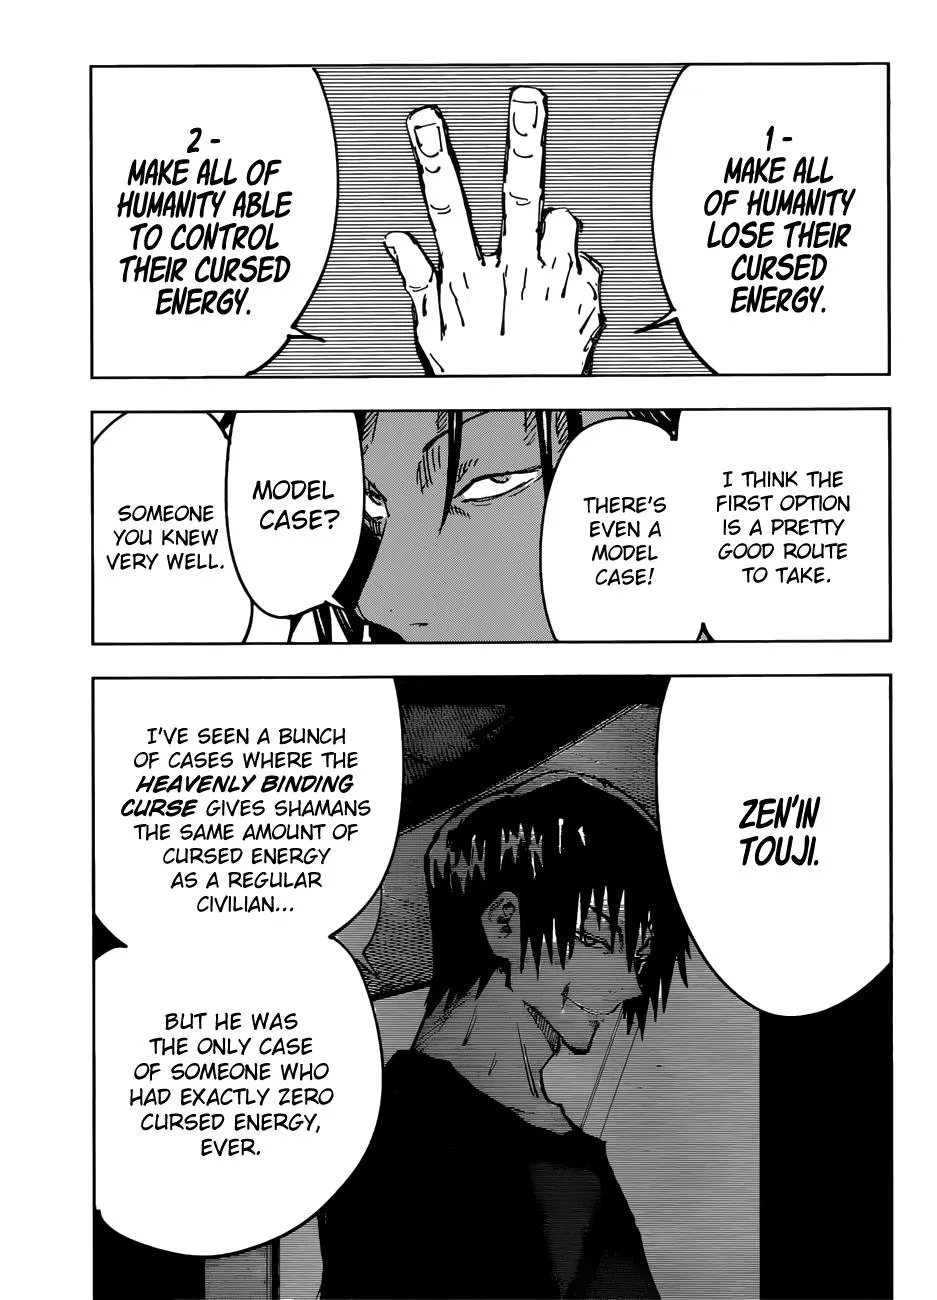 1 -
MAKE ALL
OF HUMANITY
LOSE THEIR
CURSED
ENERGY.
2 -
MAKE ALL OF
HUMANITY ABLE
TO CONTROL
THEIR CURSED
ENERGY.
I THINK THE
FIRST OPTION
IS A PRETTY
GOOD ROUTE
TO TAKE.
THERE'S
EVEN A
MODEL
CASE!
MODEL
CASE?
SOMEONE
YOU KNEW
VERY WELL.
ZEN'IN
TOUJI.
I'VE SEEN A BUNCH
OF CASES WHERE THE
HEAVENLY BINDING
CURSE GIVES SHAMANS
THE SAME AMOUNT OF
CURSED ENERGY
AS A REGULAR
CIVILIAN...
BUT HE WAS
THE ONLY CASE
OF SOMEONE WHO
HAD EXACTLY ZERO
CURSED ENERGY,
EVER.